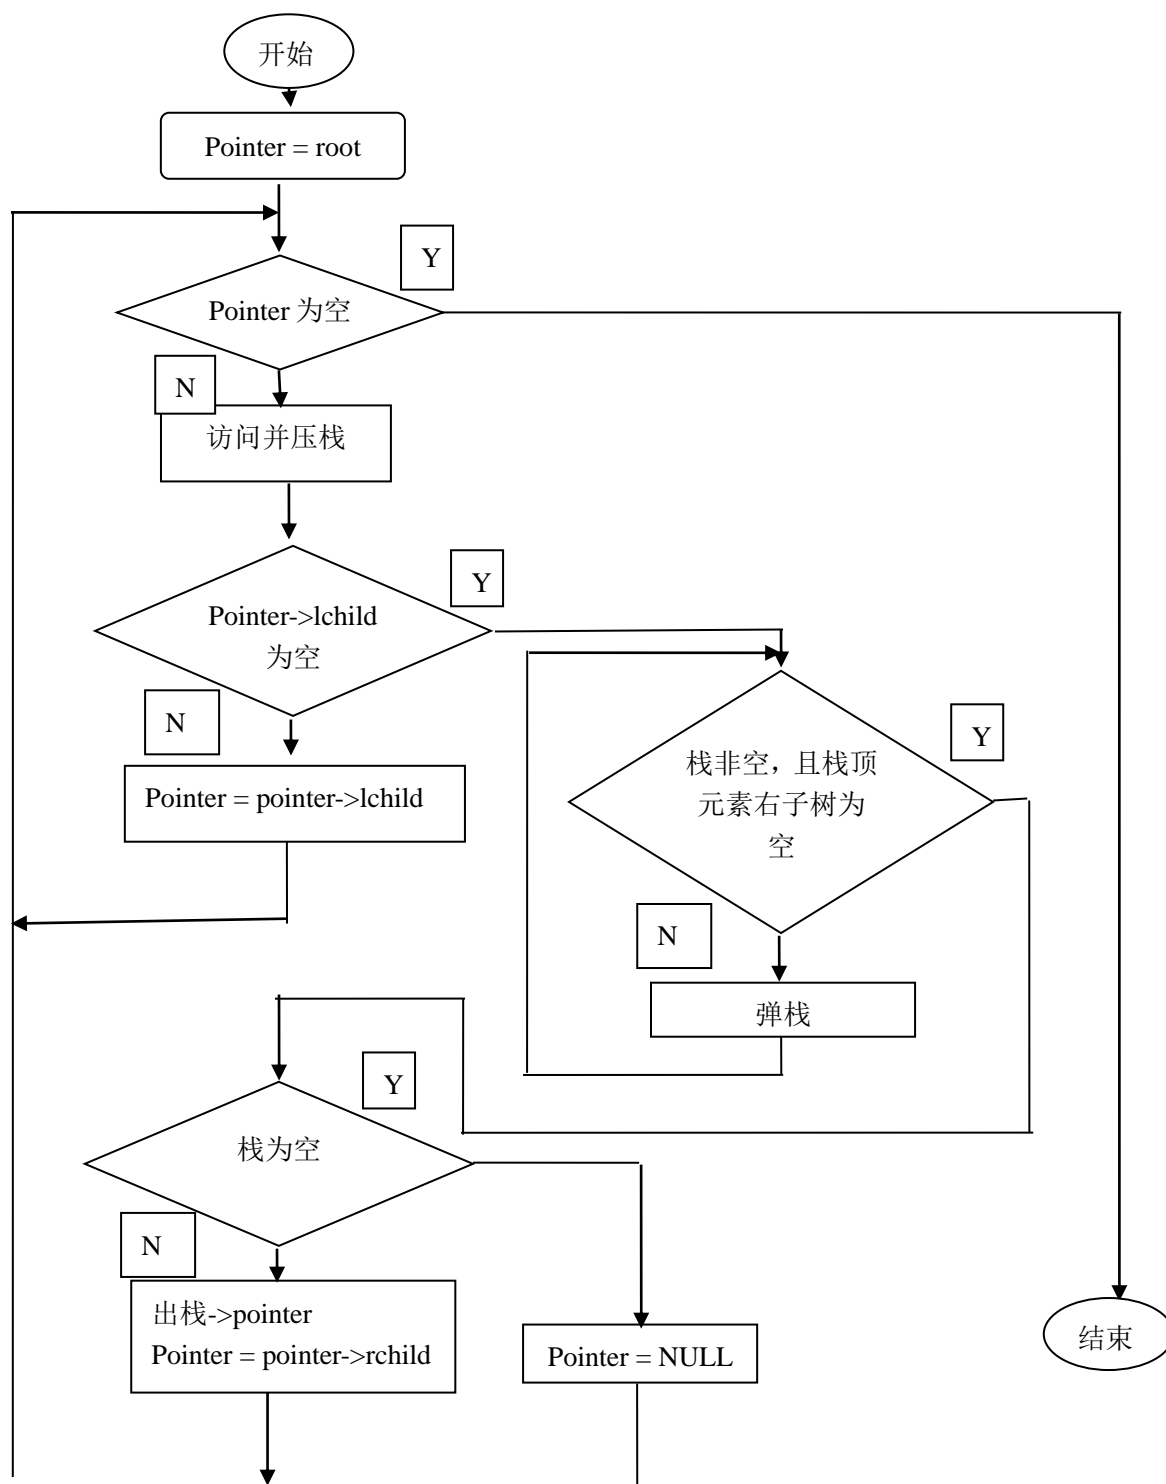 开始
Pointer = root
Y
Pointer 为空
N
访问并压栈
Y
Pointer->lchild
为空
N
Pointer = pointer->lchild
Y
栈非空，且栈顶
元素右子树为
空
N
弹栈
Y
栈为空
N
出栈->pointer
Pointer = pointer->rchild
Pointer = NULL
结束